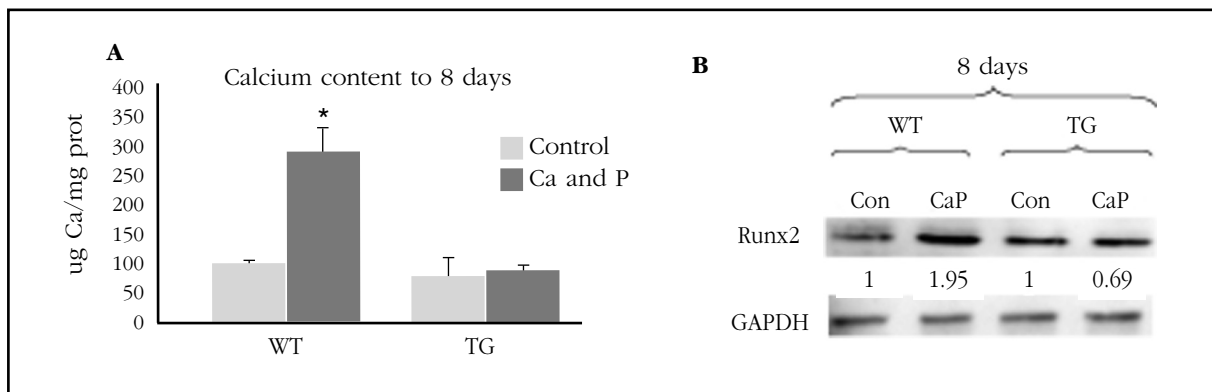 A
Calcium content to 8 days
400
350
300
250
200
150
100
50
0
ug Ca/mg prot
*
Control
Ca and P
WT TG
B
8 days
WT TG
Con CaP Con CaP
Runx2
1 1.95 1 0.69
GAPDH